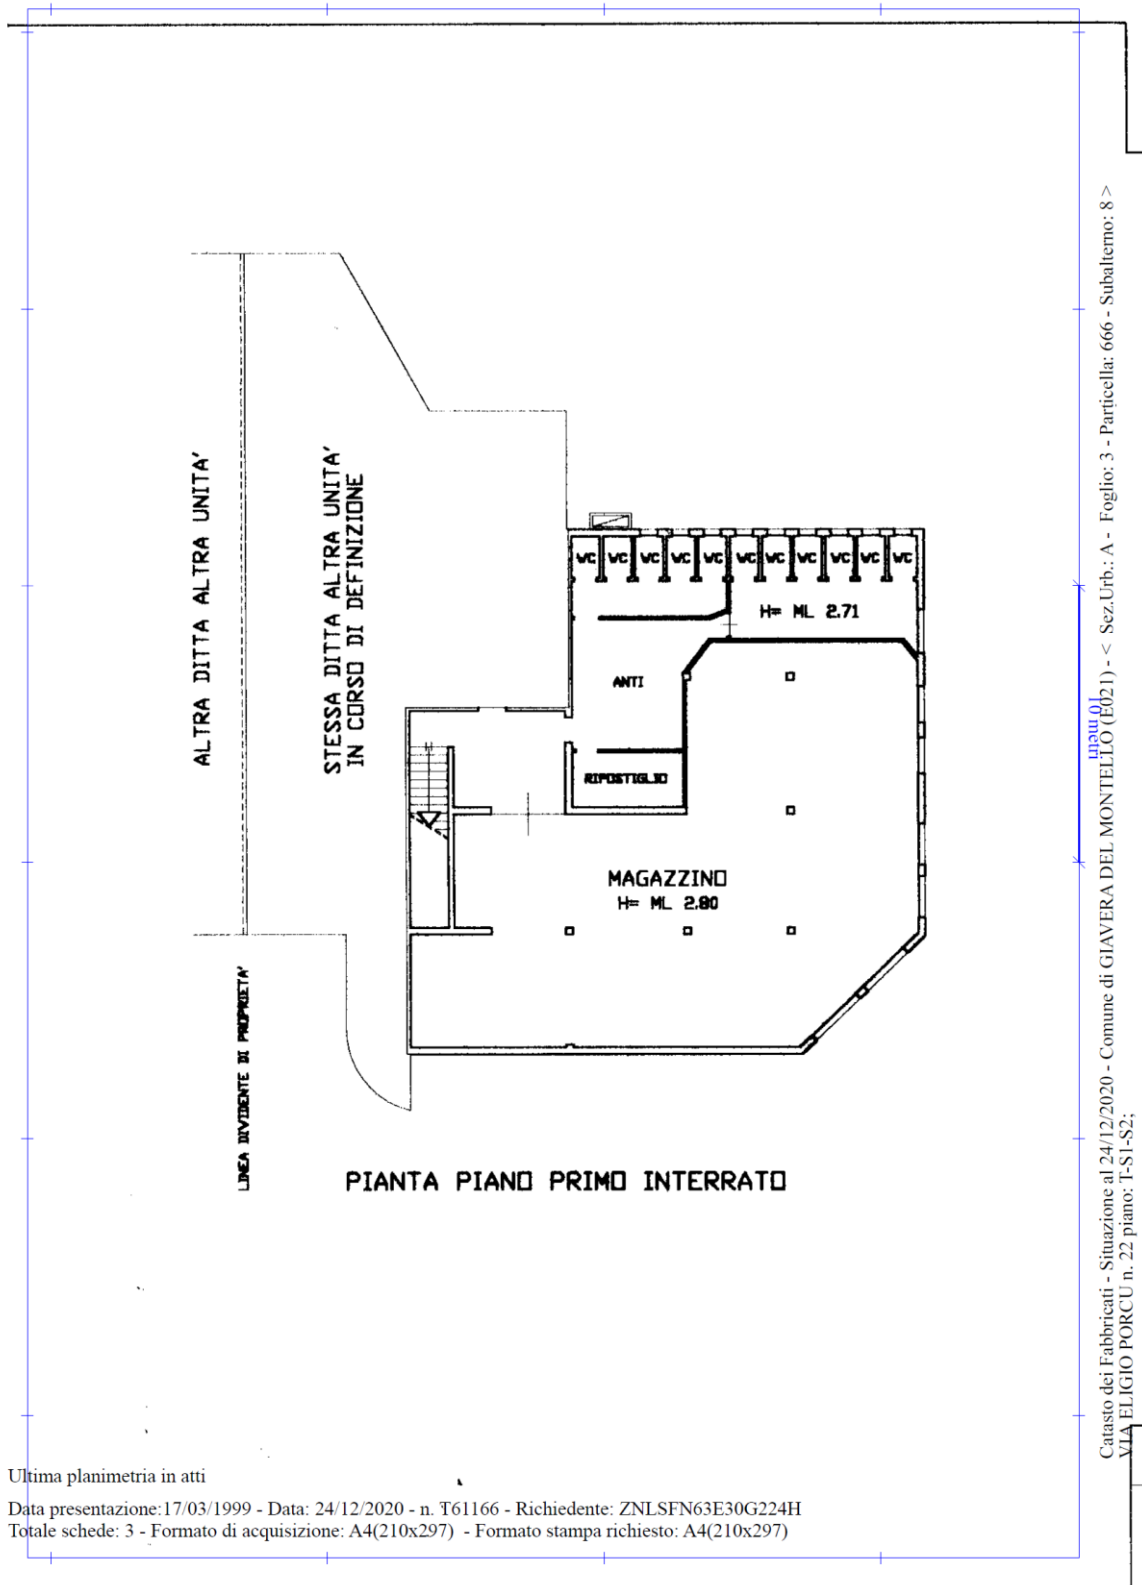 ALTRA DITTA ALTRA UNITA'
STESSA DITTA ALTRA UNITA'
IN CORSO DI DEFINIZIONE
WC WC WC WC WC WC WC WC WC WC
H= ML 2.71
ANTI
RIPOSTIGLIO
MAGAZZINO
H= ML 2.80
LINEA DIVIDENTE DI PROPRIETA'
PIANTA PIANO PRIMO INTERRATO
10 metri
Catasto dei Fabbricati - Situazione al 24/12/2020 - Comune di GIAVERA DEL MONTELLO (E021) - < Sez.Urb.: A - Foglio: 3 - Particella: 666 - Subalterno: 8 >
VIA ELIGIO PORCU n. 22 piano: T-S1-S2;
Ultima planimetria in atti
Data presentazione:17/03/1999 - Data: 24/12/2020 - n. T61166 - Richiedente: ZNLSFN63E30G224H
Totale schede: 3 - Formato di acquisizione: A4(210x297) - Formato stampa richiesto: A4(210x297)